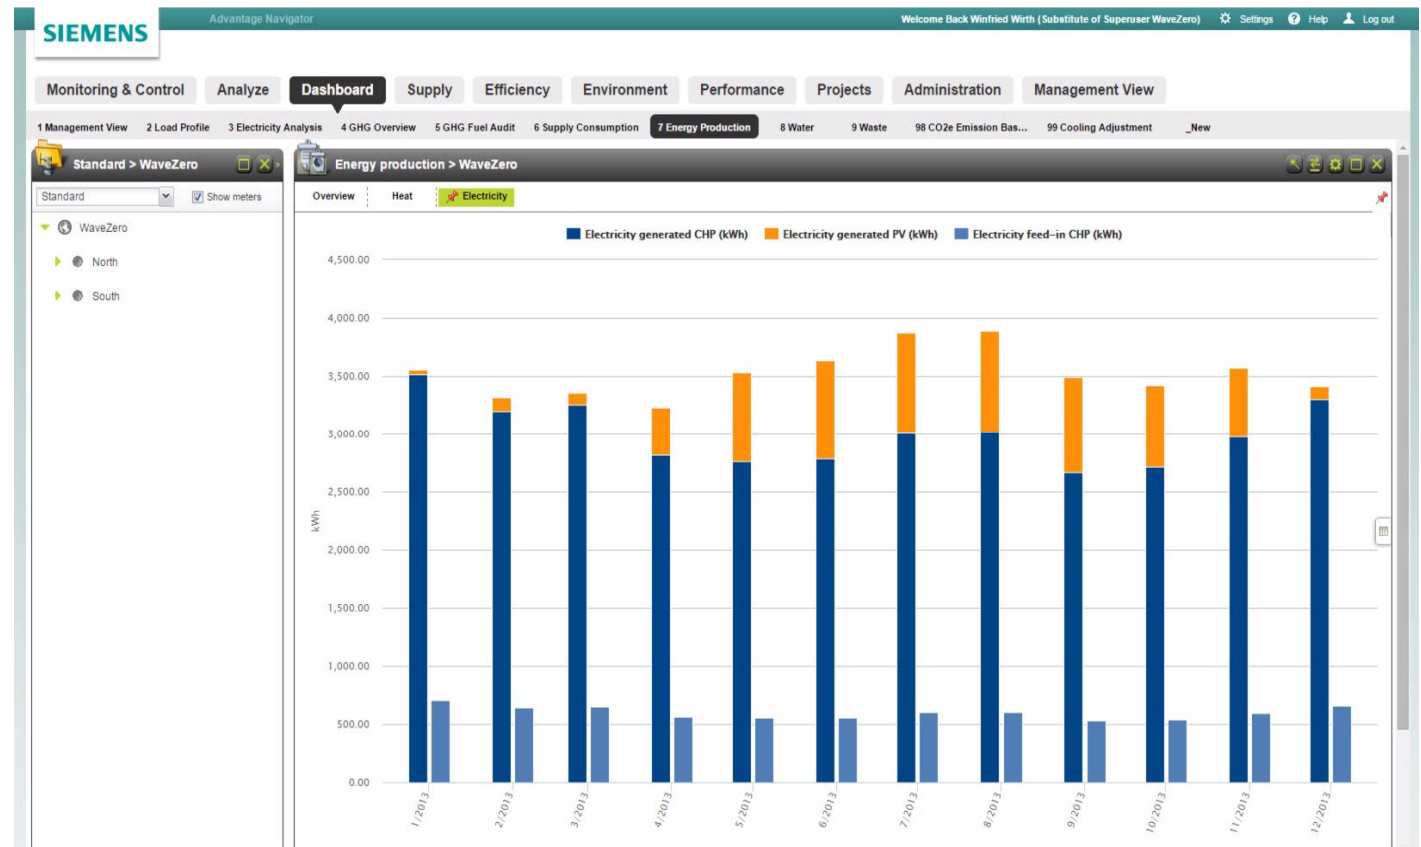 Advantage Navigator
Welcome Back Winfried Wirth (Substitute of Superuser WaveZero) Settings Help Log out
SIEMENS
Monitoring & Control Analyze Dashboard Supply Efficiency Environment Performance Projects Administration Management View
1 Management View 2 Load Profile 3 Electricity Analysis 4 GHG Overview 5 GHG Fuel Audit 6 Supply Consumption 7 Energy Production 8 Water 9 Waste 98 CO2e Emission Bas... 99 Cooling Adjustment _New
Standard > WaveZero
Standard Show meters
WaveZero
North
South
Energy production > WaveZero
Overview Heat Electricity
Electricity generated CHP (kWh) Electricity generated PV (kWh) Electricity feed-in CHP (kWh)
4,500.00
4,000.00
3,500.00
3,000.00
2,500.00
kWh
2,000.00
1,500.00
1,000.00
500.00
0.00
1/2013 2/2013 3/2013 4/2013 5/2013 6/2013 7/2013 8/2013 9/2013 10/2013 11/2013 12/2013